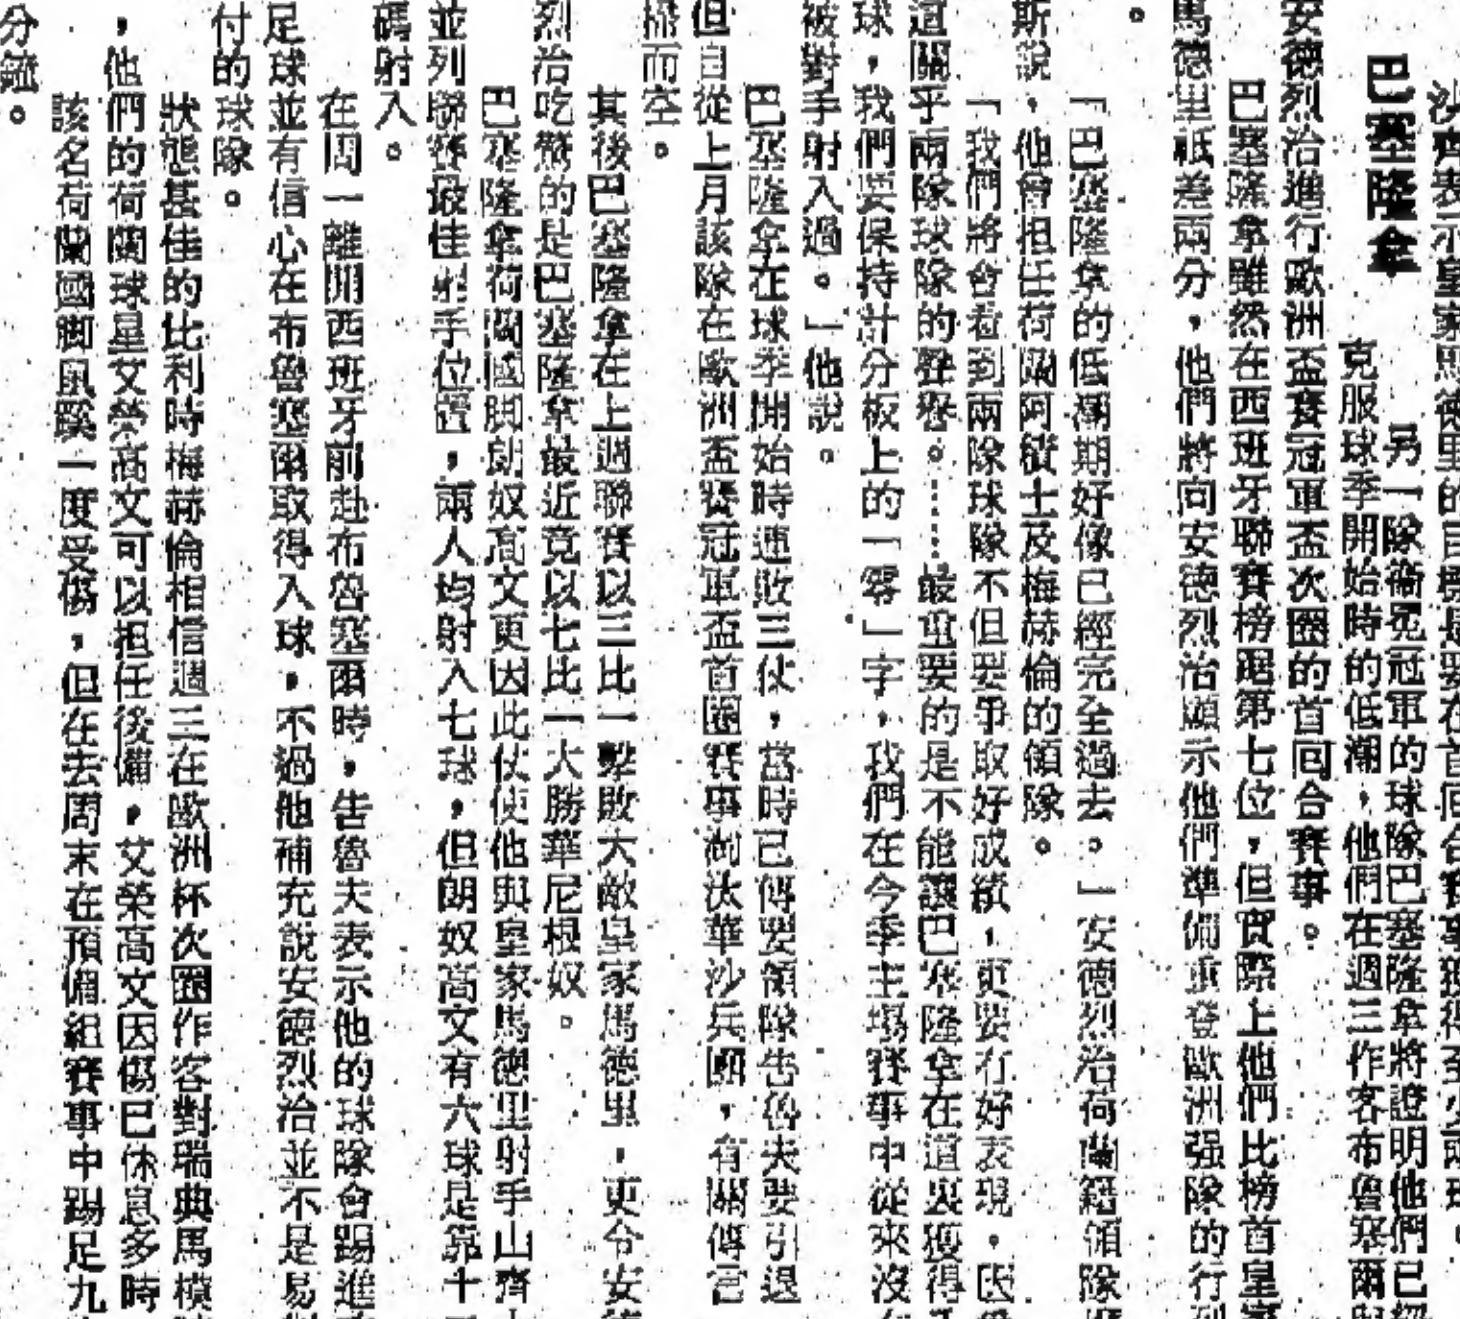 沙齊表示皇家馬德里的目標是要在首回合賽事獲得至少兩球。
巴塞隆拿
另一隊衞冕冠軍的球隊巴塞隆拿將證明他們已經
克服球季開始時的低潮,他們在週三作客布魯塞爾與
安德烈治進行歐洲盃賽冠軍盃次圈的首回合賽事。
巴塞隆拿雖然在西班牙聯賽榜踞第七位,但實際上他們比榜首皇家
馬德里祇差兩分,他們將向安德烈治顯示他們準備重登歐洲强隊的行列
。
「巴塞隆拿的低潮期好像已經完全過去。」安德烈治荷蘭籍領隊
斯說,他曾担任荷蘭阿積士及梅赫倫的領隊。
「我們將會看到兩隊球隊不但要爭取好成績,更要有好表現。因爲
這關乎兩隊球隊的聲譽。……最重要的是不能讓巴塞隆拿在這裏獲得
球,我們要保持計分板上的「零」字,我們在今季主場賽事中從來沒
被對手射入過。」他說。
巴塞隆拿在球季開始時連敗三仗,當時已傳要領隊告魯夫要引退
但自從上月該隊在歐洲盃賽冠軍盃首圈賽事淘汰華沙兵團,有關傳言
掃而空。
其後巴塞隆拿在上週聯賽以三比一擊敗大敵皇家馬德里,更令安德
烈治吃驚的是巴塞隆拿最近竟以七比一大勝華尼根奴。
巴塞隆拿荷蘭國脚朗奴高文更因此仗使他與皇家馬德里射手山齊
並列聯賽最佳射手位置,兩人均射入七球,但朗奴高文有六球是靠十
碼射入。
在周一離開西班牙前赴布魯塞爾時,告魯夫表示他的球隊會踢進
足球並有信心在布魯塞爾取得入球,不過他補充說安德烈治並不是易
付的球隊。
狀態甚佳的比利時梅赫倫相信週三在歐洲杯次圈作客對瑞典馬模
,他們的荷蘭球星艾榮高文可以担任後備,艾榮高文因傷已休息多時
該名荷蘭國脚鳳蹊一度受傷,但在去周末在預備組賽事中踢足九
分鐘。